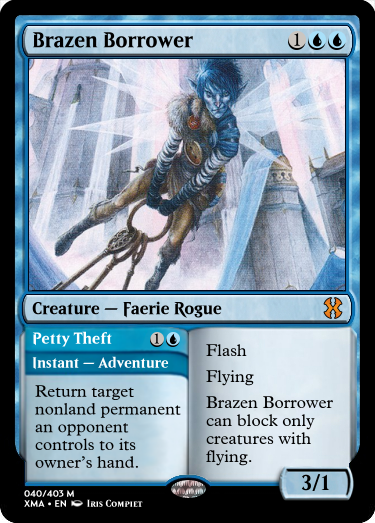 Brazen Borrower 1
Creature — Faerie Rogue
Petty Theft 1
Instant — Adventure
Return target
nonland permanent
an opponent
controls to its
owner's hand.
Flash
Flying
Brazen Borrower
can block only
creatures with
flying.
3/1
040/403 M
XMA • EN Iris Compiet